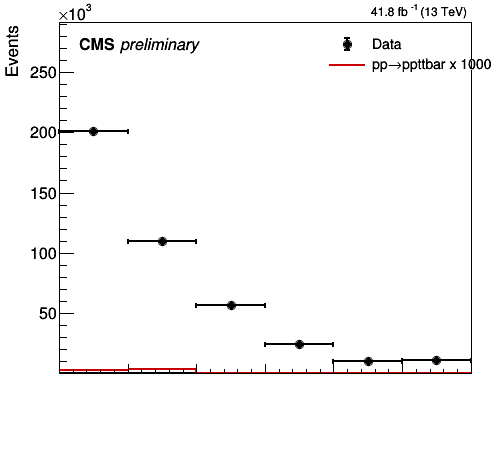 ×10³
41.8 fb⁻¹ (13 TeV)
Events
CMS preliminary
Data
pp→ppttbar x 1000
250
200
150
100
50